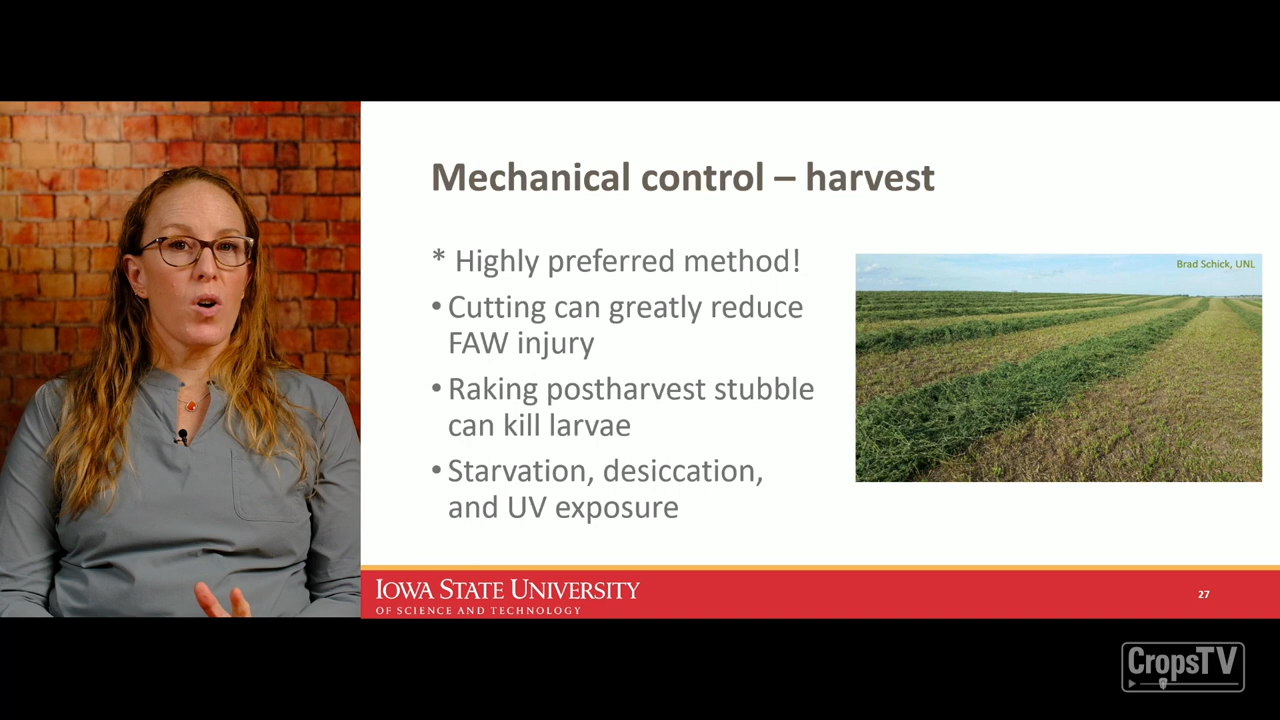 Mechanical control – harvest
* Highly preferred method!
• Cutting can greatly reduce
FAW injury
• Raking postharvest stubble
can kill larvae
• Starvation, desiccation,
and UV exposure
Brad Schick, UNL
IOWA STATE UNIVERSITY
OF SCIENCE AND TECHNOLOGY
27
CropsTV